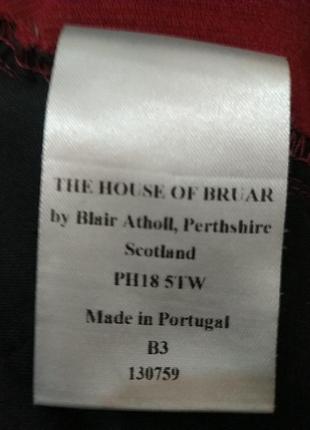 THE HOUSE OF BRUAR
by Blair Atholl, Perthshire
Scotland
PH18 5TW
Made in Portugal
B3
130759